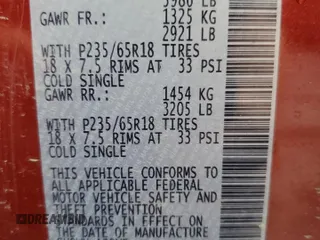 5986 LB
GAWR FR.: 1325 KG
2921 LB
WITH P235/65R18 TIRES
18 X 7.5 RIMS AT 33 PSI
COLD SINGLE
GAWR RR.: 1454 KG
3205 LB
WITH P235/65R18 TIRES
18 X 7.5 RIMS AT 33 PSI
COLD SINGLE
THIS VEHICLE CONFORMS TO
ALL APPLICABLE FEDERAL
MOTOR VEHICLE SAFETY AND
THEFT PREVENTION
STANDARDS IN EFFECT ON
THE DATE OF MANUFACTURE